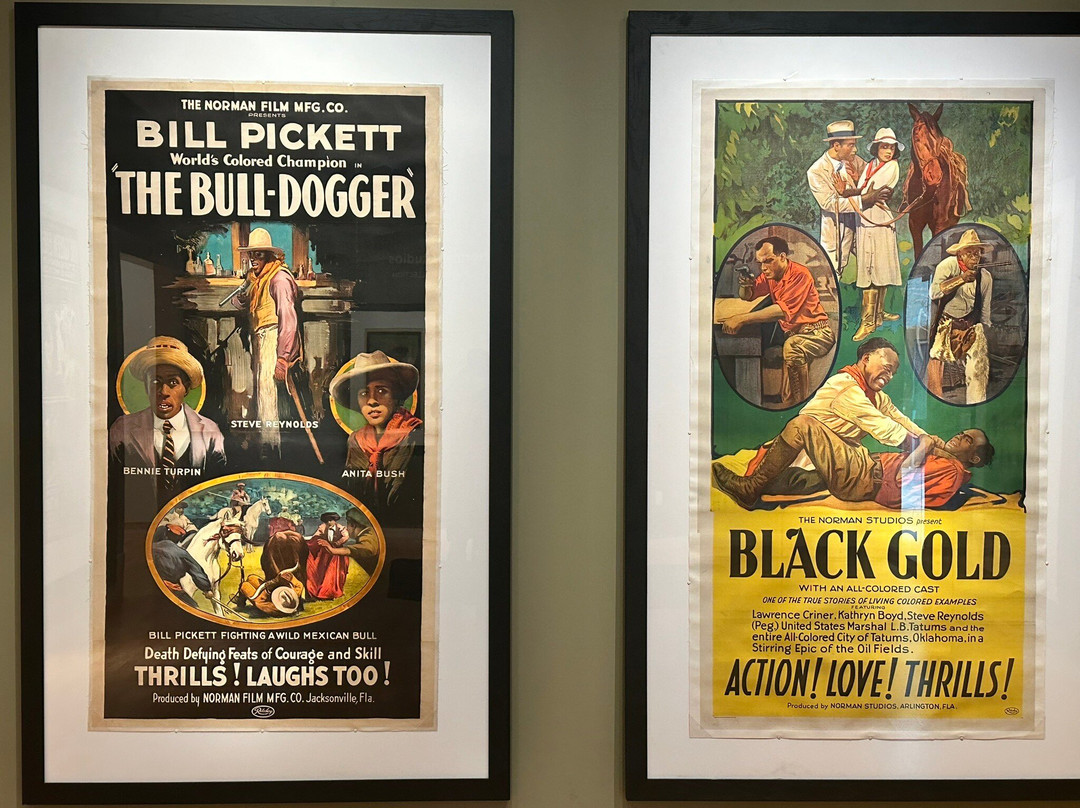 THE NORMAN FILM MFG. CO.
PRESENTS
BILL PICKETT
World's Colored Champion IN
"THE BULL-DOGGER"
STEVE REYNOLDS
BENNIE TURPIN
ANITA BUSH
BILL PICKETT FIGHTING A WILD MEXICAN BULL
Death Defying Feats of Courage and Skill
THRILLS! LAUGHS TOO!
Produced by NORMAN FILM MFG. CO. Jacksonville, Fla.
Ritchey
THE NORMAN STUDIOS present
BLACK GOLD
WITH AN ALL-COLORED CAST
ONE OF THE TRUE STORIES OF LIVING COLORED EXAMPLES
FEATURING
Lawrence Criner, Kathryn Boyd, Steve Reynolds
(Peg,) United States Marshal L.B. Tatums and the
entire All-Colored City of Tatums, Oklahoma, in a
Stirring Epic of the Oil Fields.
ACTION! LOVE! THRILLS!
Produced by NORMAN STUDIOS, ARLINGTON, FLA.